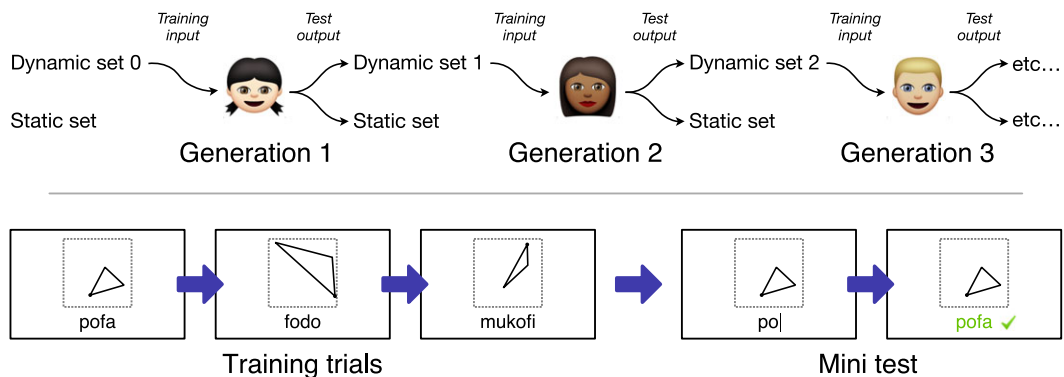 Training input
Test output
Training input
Test output
Training input
Test output
Dynamic set 0
Dynamic set 1
Dynamic set 2
etc…
Static set
Static set
Static set
etc…
Generation 1
Generation 2
Generation 3
pofa
fodo
mukofi
po|
pofa ✓
Training trials
Mini test